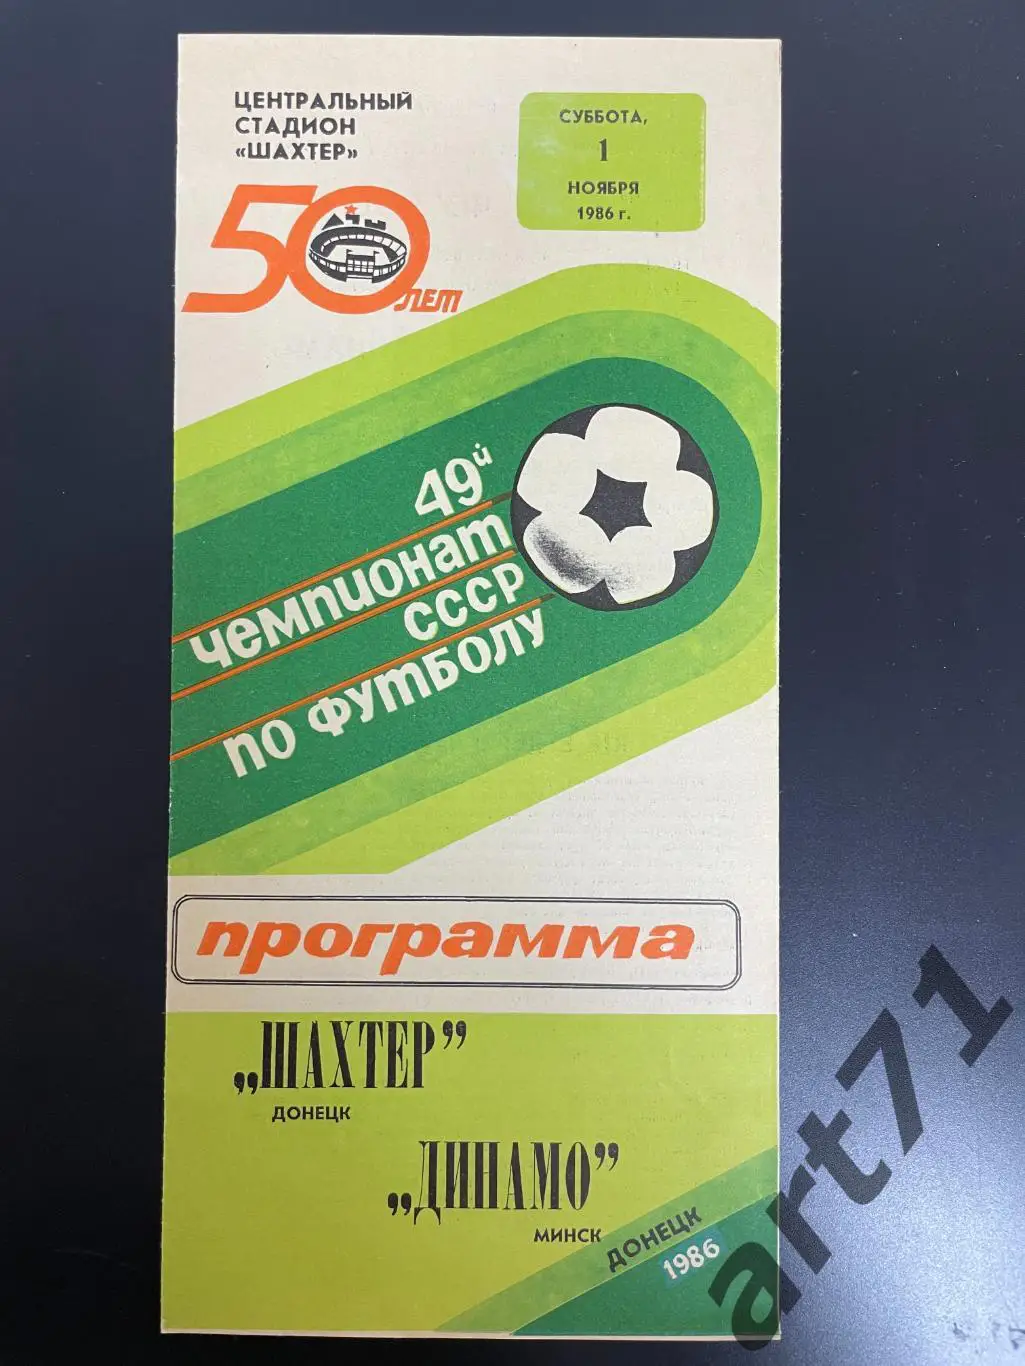 ЦЕНТРАЛЬНЫЙ
СТАДИОН
«ШАХТЕР»
50 лет
СУББОТА,
1
НОЯБРЯ
1986 г.
49й
чемпионат
СССР
по футболу
программа
„ШАХТЕР”
ДОНЕЦК
„ДИНАМО”
МИНСК
ДОНЕЦК
1986
art71